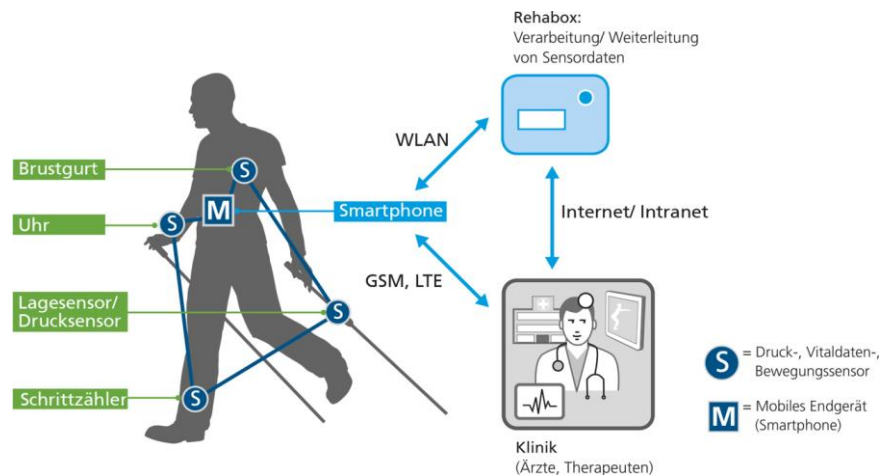 Rehabox:
Verarbeitung/ Weiterleitung
von Sensordaten
WLAN
Brustgurt
S
M
Smartphone
Uhr
S
Internet/ Intranet
GSM, LTE
Lagesensor/
Drucksensor
S
Schrittzähler
S
S = Druck-, Vitaldaten-,
Bewegungssensor
M = Mobiles Endgerät
(Smartphone)
Klinik
(Ärzte, Therapeuten)